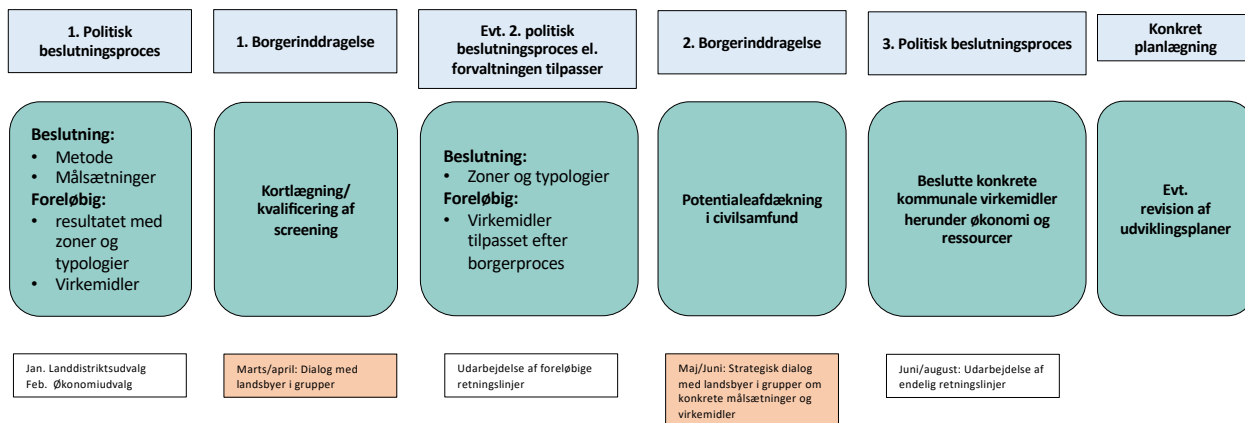 1. Politisk
beslutningsproces
1. Borgerinddragelse
Evt. 2. politisk
beslutningsproces el.
forvaltningen tilpasser
2. Borgerinddragelse
3. Politisk beslutningsproces
Konkret
planlægning
Beslutning:
• Metode
• Målsætninger
Foreløbig:
• resultatet med
zoner og
typologier
• Virkemidler
Kortlægning/
kvalificering af
screening
Beslutning:
• Zoner og typologier
Foreløbig:
• Virkemidler
tilpasset efter
borgerproces
Potentialeafdækning
i civilsamfund
Beslutte konkrete
kommunale virkemidler
herunder økonomi og
ressourcer
Evt.
revision af
udviklingsplaner
Jan. Landdistriktsudvalg
Feb. Økonomiudvalg
Marts/april: Dialog med
landsbyer i grupper
Udarbejdelse af foreløbige
retningslinjer
Maj/Juni: Strategisk dialog
med landsbyer i grupper om
konkrete målsætninger og
virkemidler
Juni/august: Udarbejdelse af
endelig retningslinjer